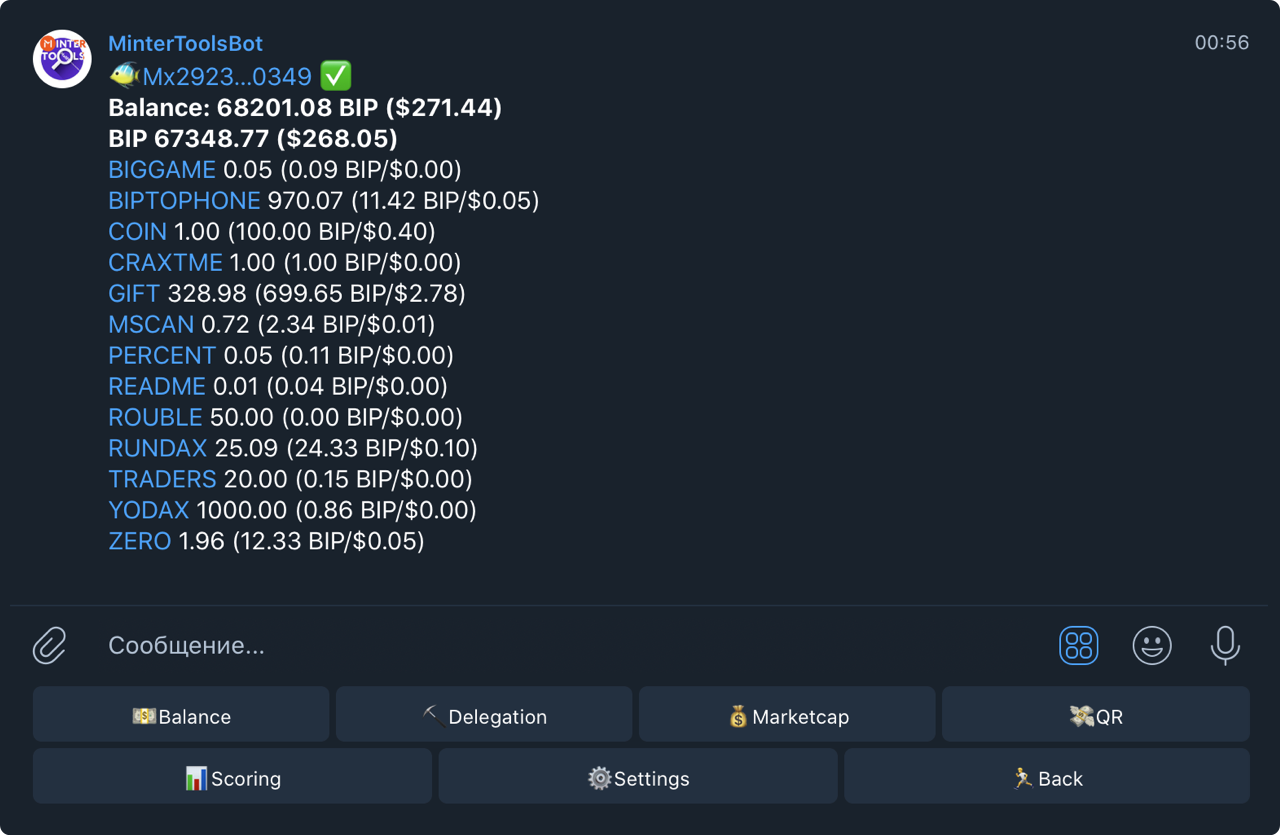 MINTER
TOOLS
MinterToolsBot
00:56
🐠Mx2923...0349 ✅
Balance: 68201.08 BIP ($271.44)
BIP 67348.77 ($268.05)
BIGGAME 0.05 (0.09 BIP/$0.00)
BIPTOPHONE 970.07 (11.42 BIP/$0.05)
COIN 1.00 (100.00 BIP/$0.40)
CRAXTME 1.00 (1.00 BIP/$0.00)
GIFT 328.98 (699.65 BIP/$2.78)
MSCAN 0.72 (2.34 BIP/$0.01)
PERCENT 0.05 (0.11 BIP/$0.00)
README 0.01 (0.04 BIP/$0.00)
ROUBLE 50.00 (0.00 BIP/$0.00)
RUNDAX 25.09 (24.33 BIP/$0.10)
TRADERS 20.00 (0.15 BIP/$0.00)
YODAX 1000.00 (0.86 BIP/$0.00)
ZERO 1.96 (12.33 BIP/$0.05)
Сообщение...
💵Balance
⛏Delegation
💰Marketcap
💸QR
📊Scoring
⚙️Settings
🏃Back